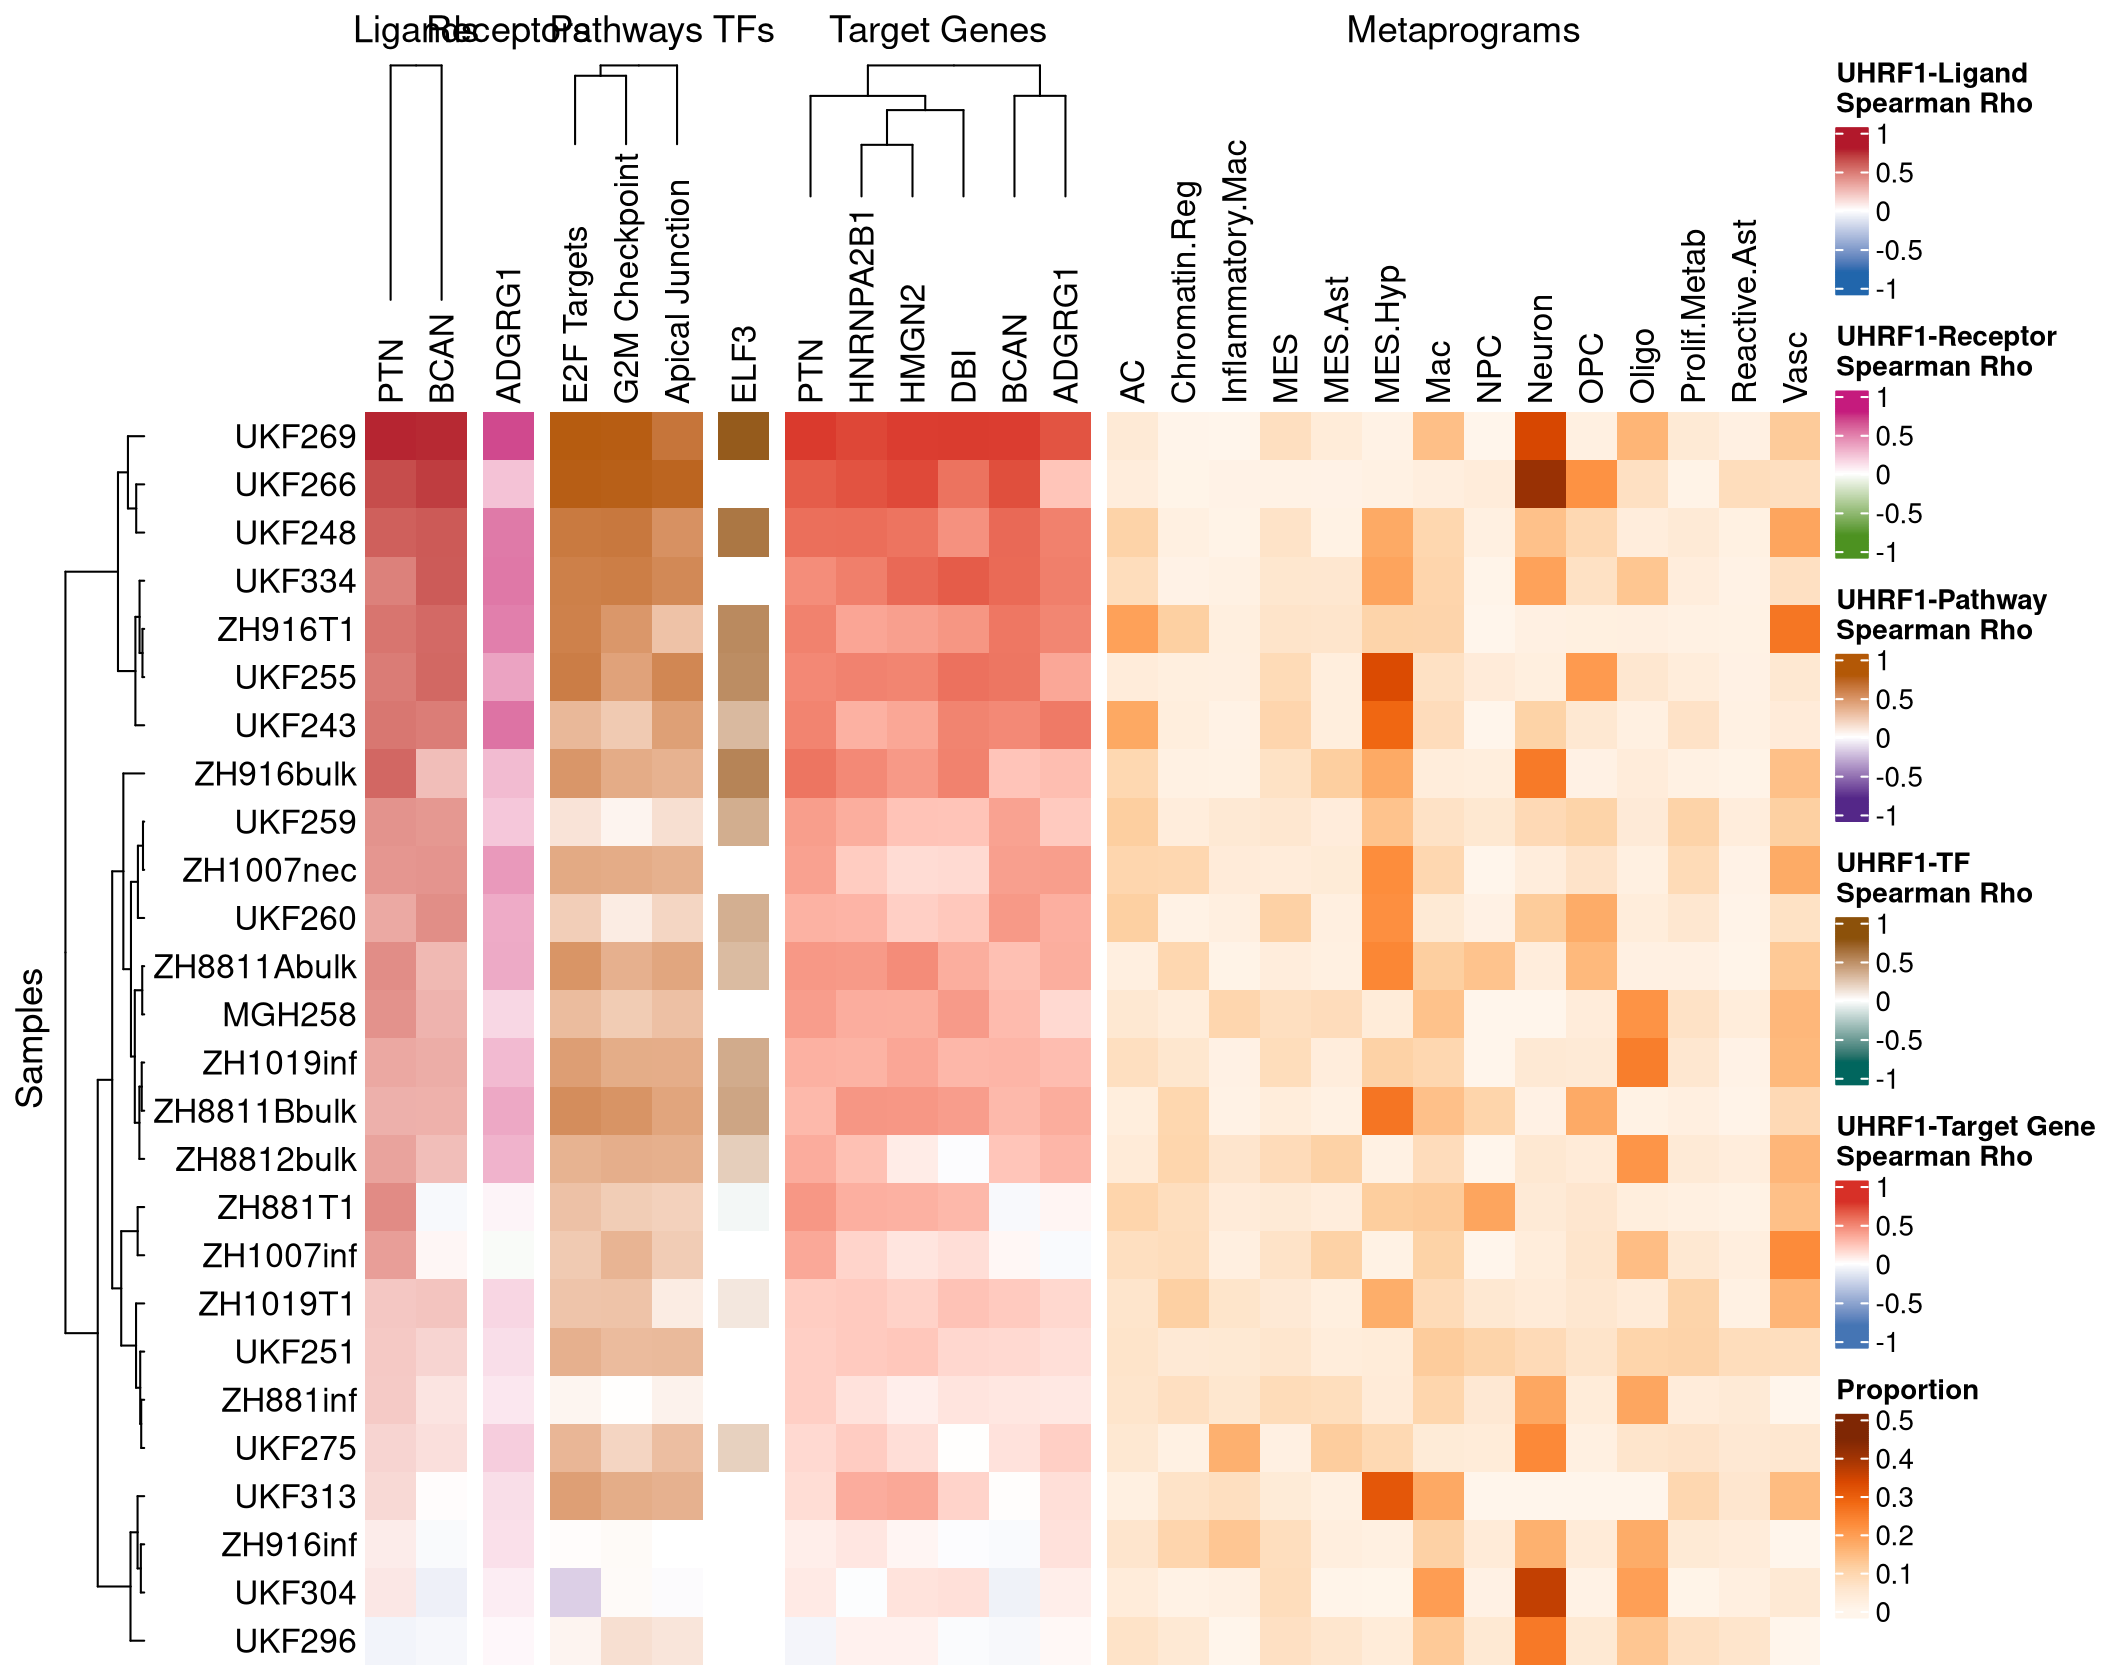 Ligands Receptors Pathways TFs Target Genes Metaprograms
PTN
BCAN
ADGRG1
E2F Targets
G2M Checkpoint
Apical Junction
ELF3
PTN
HNRNPA2B1
HMGN2
DBI
BCAN
ADGRG1
AC
Chromatin.Reg
Inflammatory.Mac
MES
MES.Ast
MES.Hyp
Mac
NPC
Neuron
OPC
Oligo
Prolif.Metab
Reactive.Ast
Vasc
Samples
UKF269
UKF266
UKF248
UKF334
ZH916T1
UKF255
UKF243
ZH916bulk
UKF259
ZH1007nec
UKF260
ZH8811Abulk
MGH258
ZH1019inf
ZH8811Bbulk
ZH8812bulk
ZH881T1
ZH1007inf
ZH1019T1
UKF251
ZH881inf
UKF275
UKF313
ZH916inf
UKF304
UKF296
UHRF1-Ligand
Spearman Rho
1
0.5
0
-0.5
-1
UHRF1-Receptor
Spearman Rho
1
0.5
0
-0.5
-1
UHRF1-Pathway
Spearman Rho
1
0.5
0
-0.5
-1
UHRF1-TF
Spearman Rho
1
0.5
0
-0.5
-1
UHRF1-Target Gene
Spearman Rho
1
0.5
0
-0.5
-1
Proportion
0.5
0.4
0.3
0.2
0.1
0